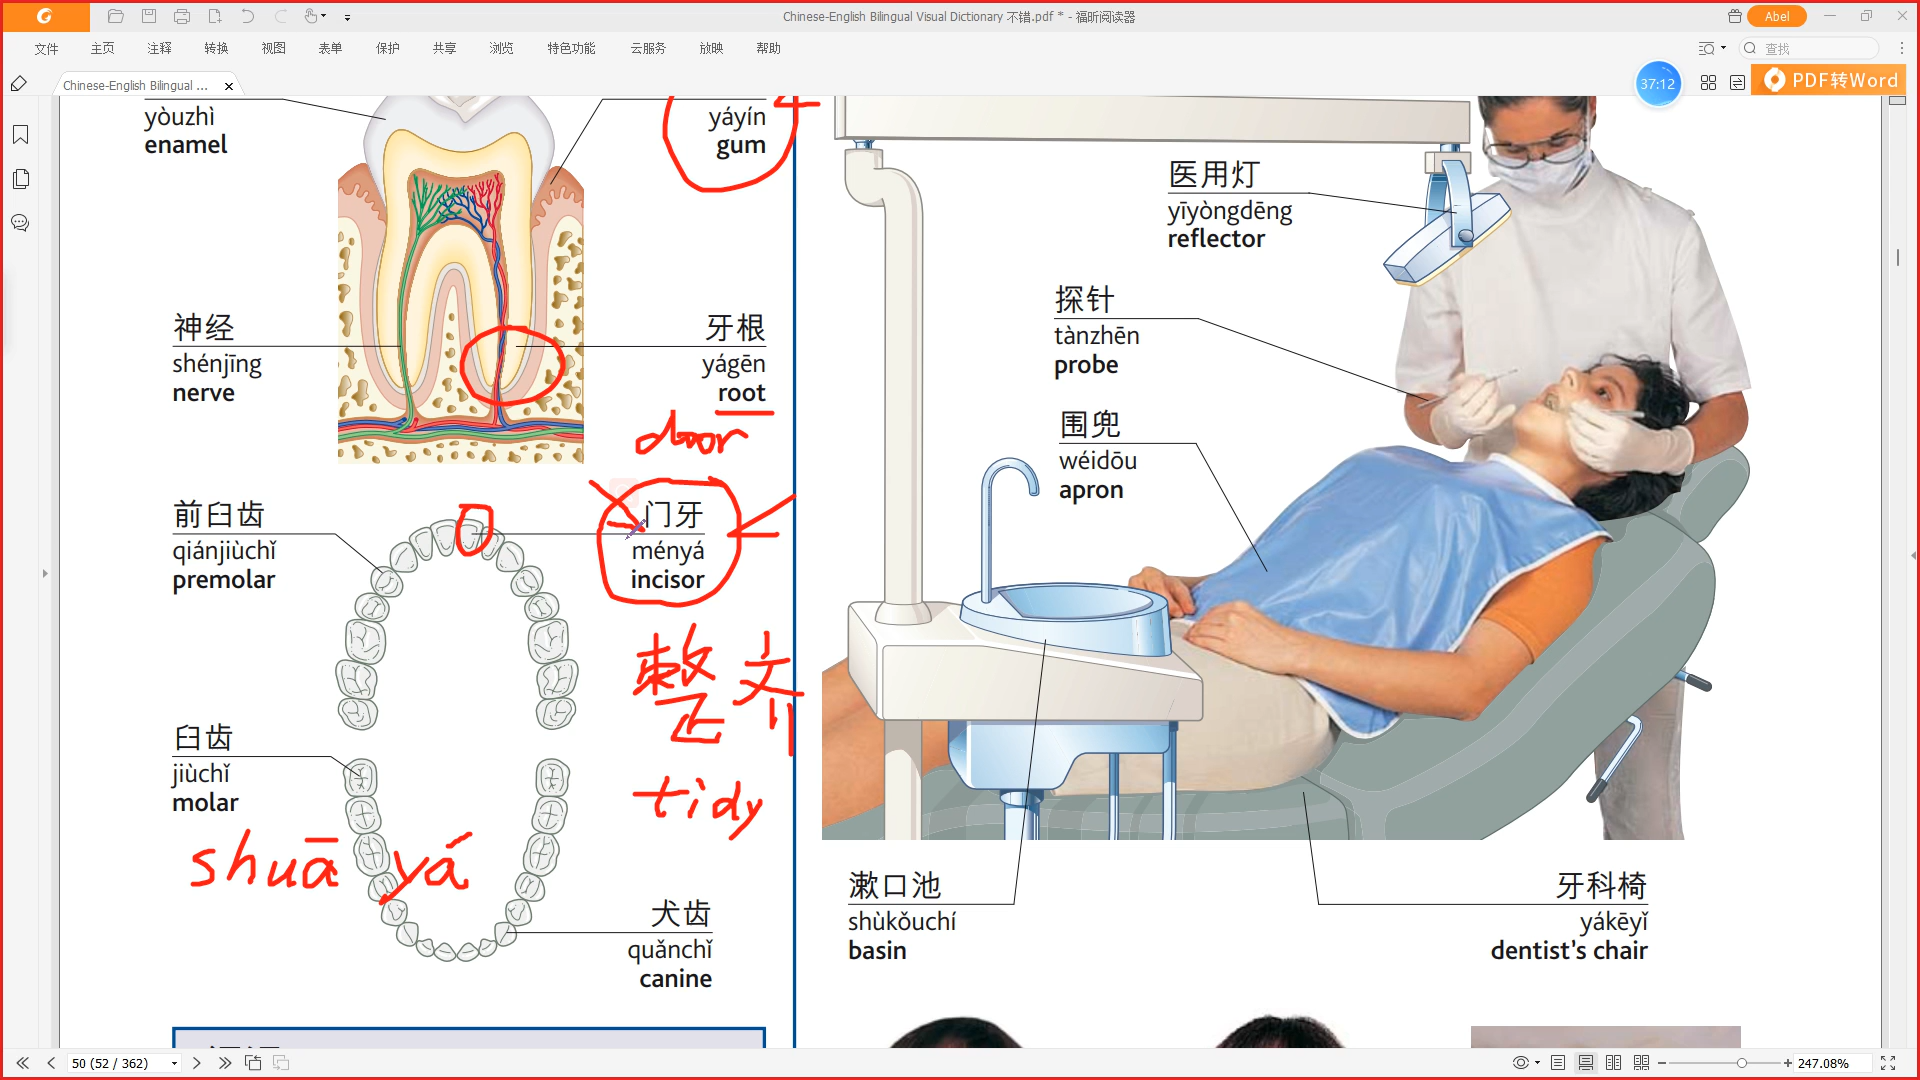 Chinese-English Bilingual Visual Dictionary 不错.pdf * - 福昕阅读器
Abel
文件 主页 注释 转换 视图 表单 保护 共享 浏览 特色功能 云服务 放映 帮助
查找
Chinese-English Bilingual ...
37:12
PDF转Word
yòuzhì
enamel
yáyín
gum
神经
shénjīng
nerve
牙根
yágēn
root
door
前臼齿
qiánjiùchǐ
premolar
门牙
ményá
incisor
整齐
tidy
臼齿
jiùchǐ
molar
shuā yá
犬齿
quǎnchǐ
canine
医用灯
yīyòngdēng
reflector
探针
tànzhēn
probe
围兜
wéidōu
apron
漱口池
shùkǒuchí
basin
牙科椅
yákēyǐ
dentist's chair
50 (52 / 362)
247.08%